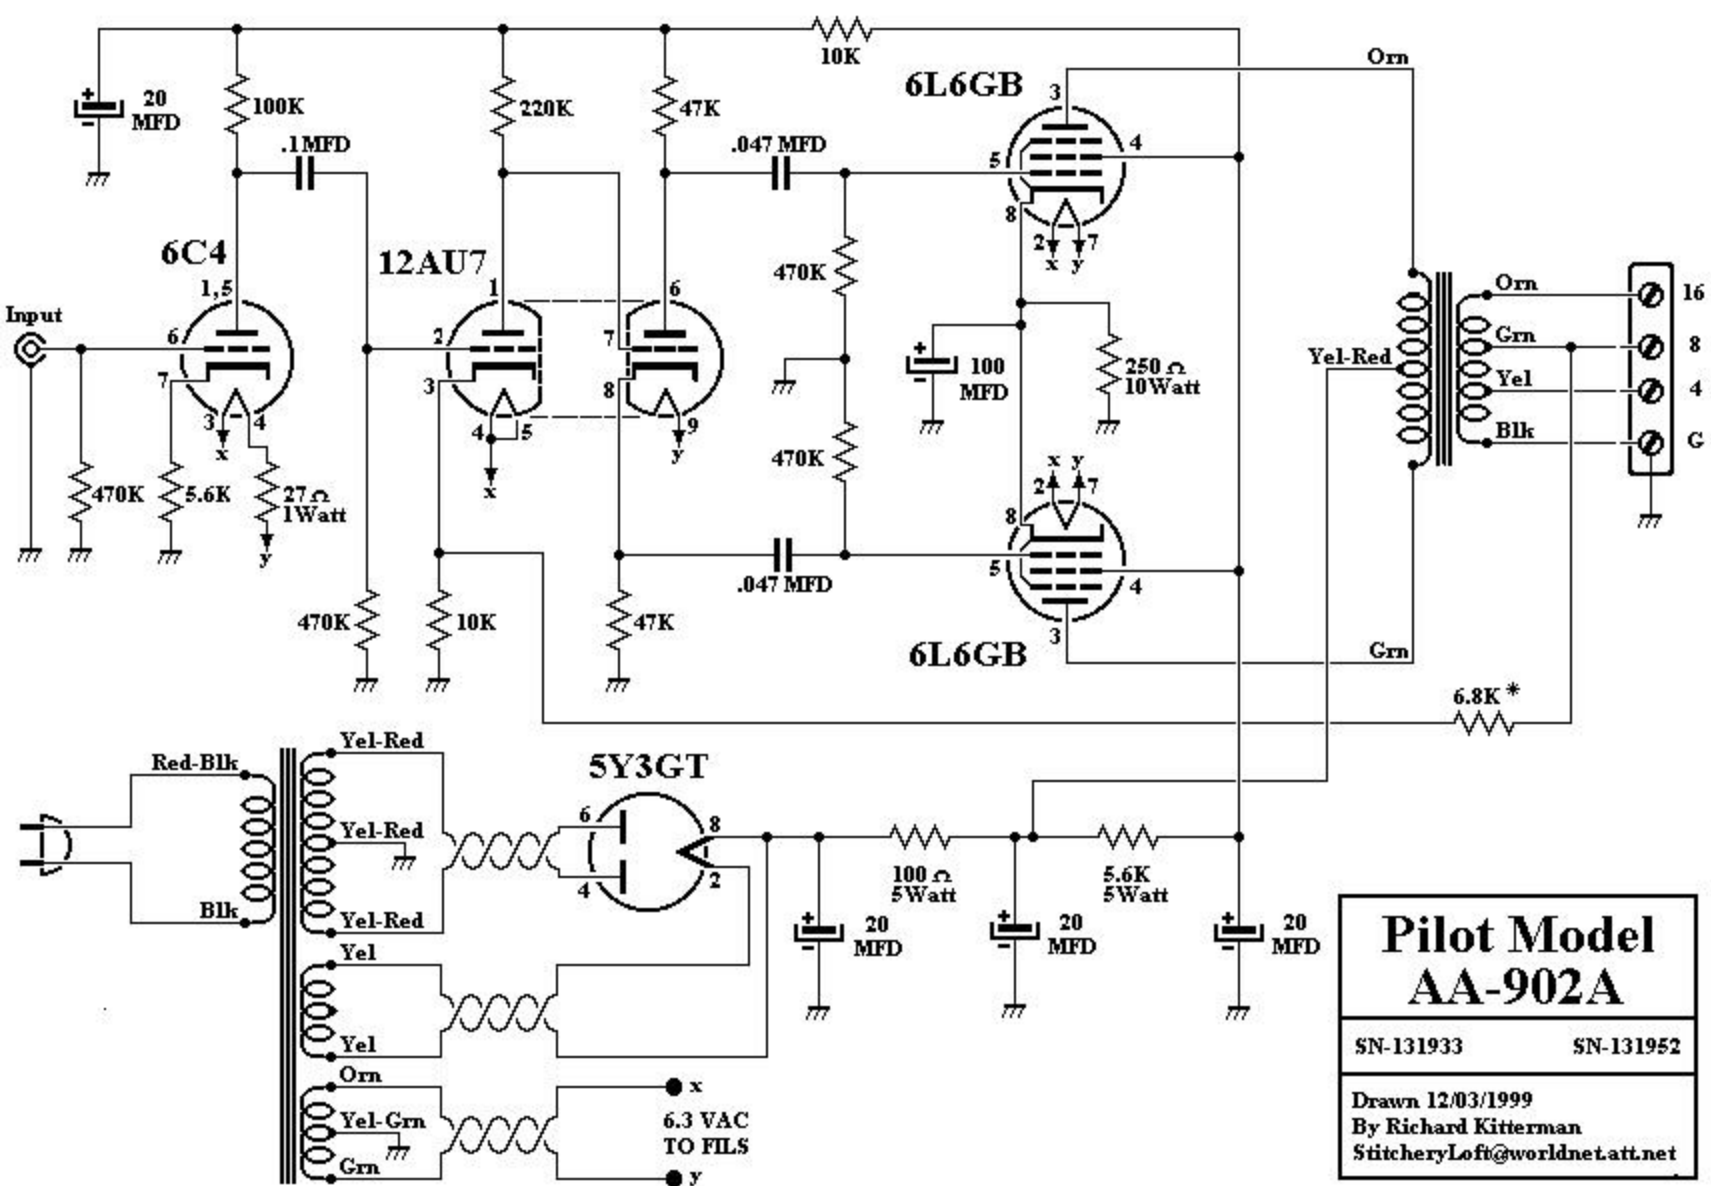 10K
Orn
6L6GB
20
MFD
100K
220K
47K
3
.1MFD
.047 MFD
4
5
8
2
7
x
y
6C4
12AU7
1,5
1
6
470K
Input
6
2
7
Orn
16
Grn
8
Yel-Red
7
3
8
100
MFD
250 Ω
10Watt
Yel
4
3
4
4
5
9
x
y
Blk
G
470K
x
y
2
7
470K
5.6K
27 Ω
1Watt
x
8
y
5
4
.047 MFD
470K
10K
47K
3
6L6GB
Grn
6.8K *
Yel-Red
Red-Blk
5Y3GT
6
8
Yel-Red
4
2
100 Ω
5Watt
5.6K
5Watt
Blk
Yel-Red
20
MFD
20
MFD
20
MFD
Yel
Yel
Orn
x
Yel-Grn
6.3 VAC
TO FILS
Grn
y
Pilot Model
AA-902A
SN-131933
SN-131952
Drawn 12/03/1999
By Richard Kitterman
StitcheryLoft@worldnet.att.net
+
-
+
-
+
-
+
-
+
-